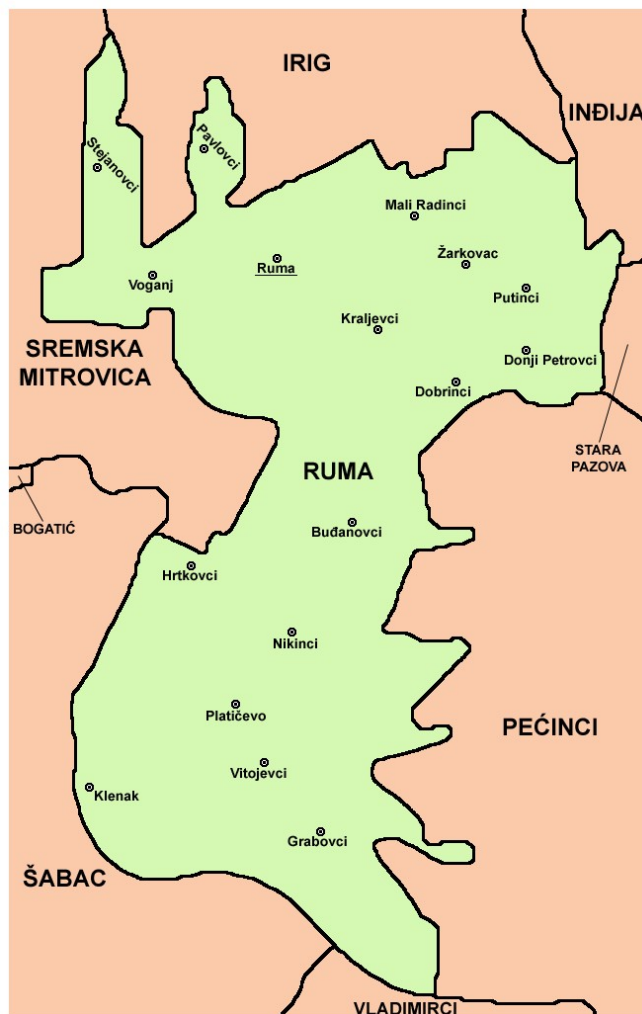 IRIG
INĐIJA
Stejanovci
Pavlovci
Mali Radinci
Žarkovac
Ruma
Voganj
Putinci
Kraljevci
SREMSKA
MITROVICA
Donji Petrovci
Dobrinci
STARA
PAZOVA
RUMA
BOGATIĆ
Buđanovci
Hrtkovci
Nikinci
Platičevo
PEĆINCI
Vitojevci
Klenak
Grabovci
ŠABAC
VLADIMIRCI